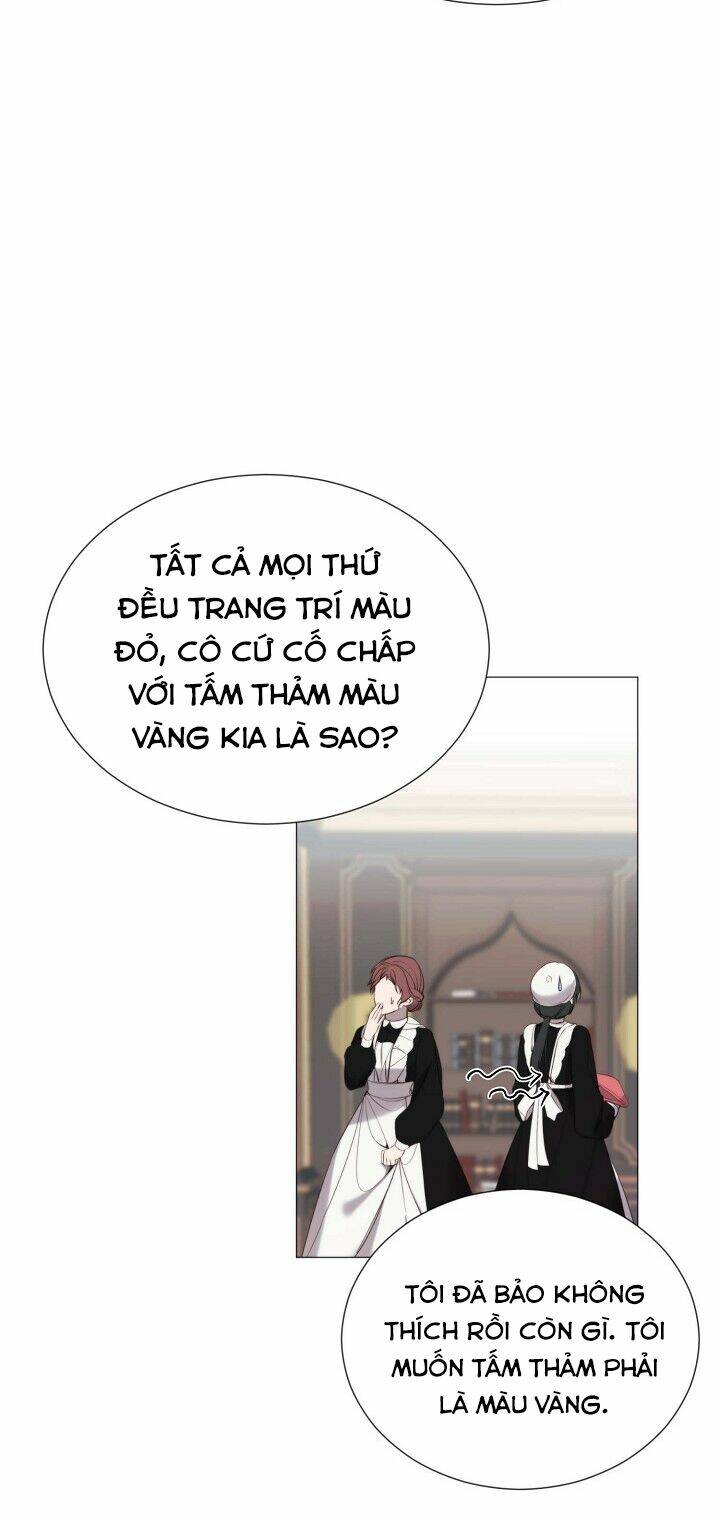 TẤT CẢ MỌI THỨ
ĐỀU TRANG TRÍ MÀU
ĐỎ, CÔ CỨ CỐ CHẤP
VỚI TẤM THẢM MÀU
VÀNG KIA LÀ SAO?
TÔI ĐÃ BẢO KHÔNG
THÍCH RỒI CÒN GÌ. TÔI
MUỐN TẤM THẢM PHẢI
LÀ MÀU VÀNG.